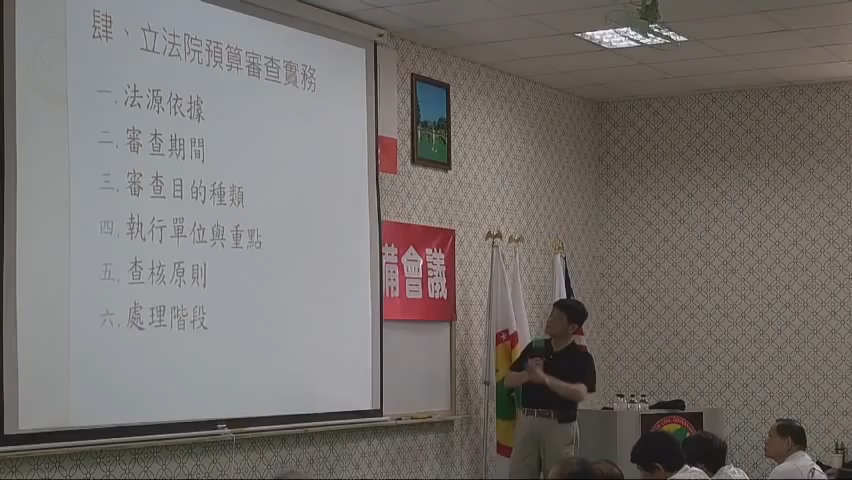 肆、立法院預算審查實務
一. 法源依據
二. 審查期間
三. 審查目的種類
四. 執行單位與重點
五. 查核原則
六. 處理階段
備會議